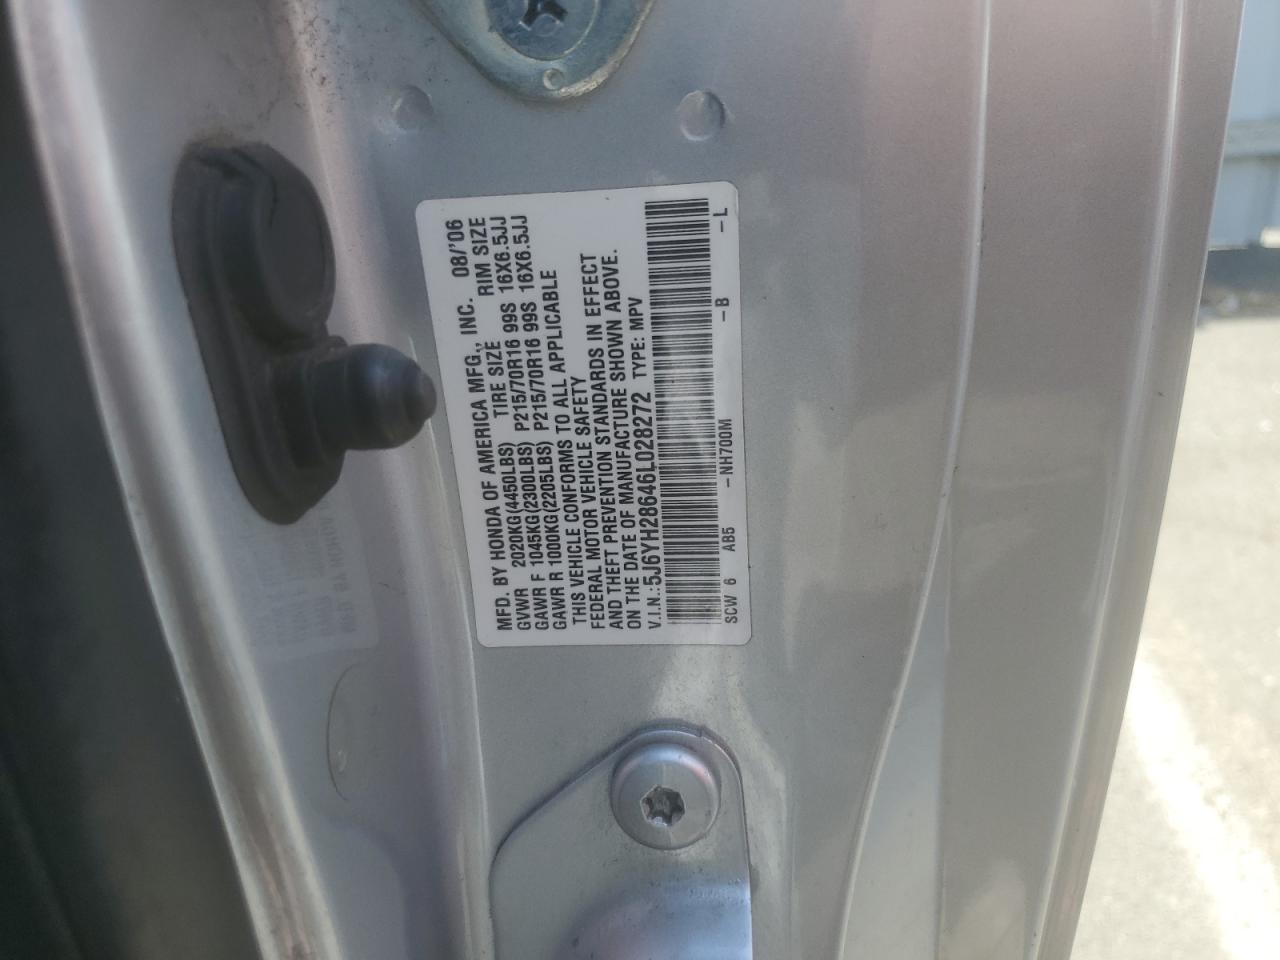 MFD. BY HONDA OF AMERICA MFG., INC. 08/'06
GVWR 2020KG(4450LBS) TIRE SIZE RIM SIZE
GAWR F 1045KG(2300LBS) P215/70R16 99S 16X6.5JJ
GAWR R 1000KG(2205LBS) P215/70R16 99S 16X6.5JJ
THIS VEHICLE CONFORMS TO ALL APPLICABLE
FEDERAL MOTOR VEHICLE SAFETY
AND THEFT PREVENTION STANDARDS IN EFFECT
ON THE DATE OF MANUFACTURE SHOWN ABOVE.
V.I.N.:5J6YH28646L028272 TYPE: MPV
SCW 6 AB5 -NH700M -B -L